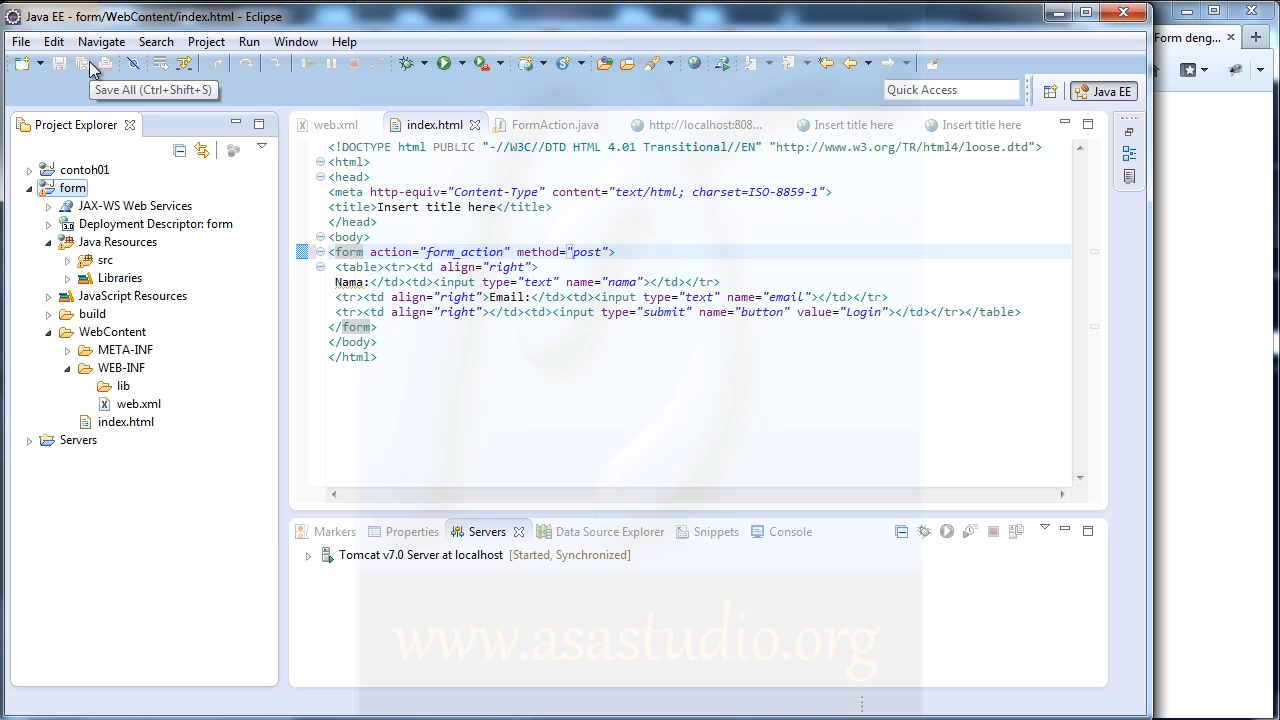 Java EE - form/WebContent/index.html - Eclipse
File Edit Navigate Search Project Run Window Help
Save All (Ctrl+Shift+S)
Quick Access
Java EE
Form deng...
Project Explorer
contoh01
form
JAX-WS Web Services
Deployment Descriptor: form
Java Resources
src
Libraries
JavaScript Resources
build
WebContent
META-INF
WEB-INF
lib
web.xml
index.html
Servers
web.xml index.html FormAction.java http://localhost:808... Insert title here Insert title here
<!DOCTYPE html PUBLIC "-//W3C//DTD HTML 4.01 Transitional//EN" "http://www.w3.org/TR/html4/loose.dtd">
<html>
<head>
<meta http-equiv="Content-Type" content="text/html; charset=ISO-8859-1">
<title>Insert title here</title>
</head>
<body>
<form action="form_action" method="post">
<table><tr><td align="right">
Nama:</td><td><input type="text" name="nama"></td></tr>
<tr><td align="right">Email:</td><td><input type="text" name="email"></td></tr>
<tr><td align="right"></td><td><input type="submit" name="button" value="Login"></td></tr></table>
</form>
</body>
</html>
Markers Properties Servers Data Source Explorer Snippets Console
Tomcat v7.0 Server at localhost [Started, Synchronized]
www.asastudio.org